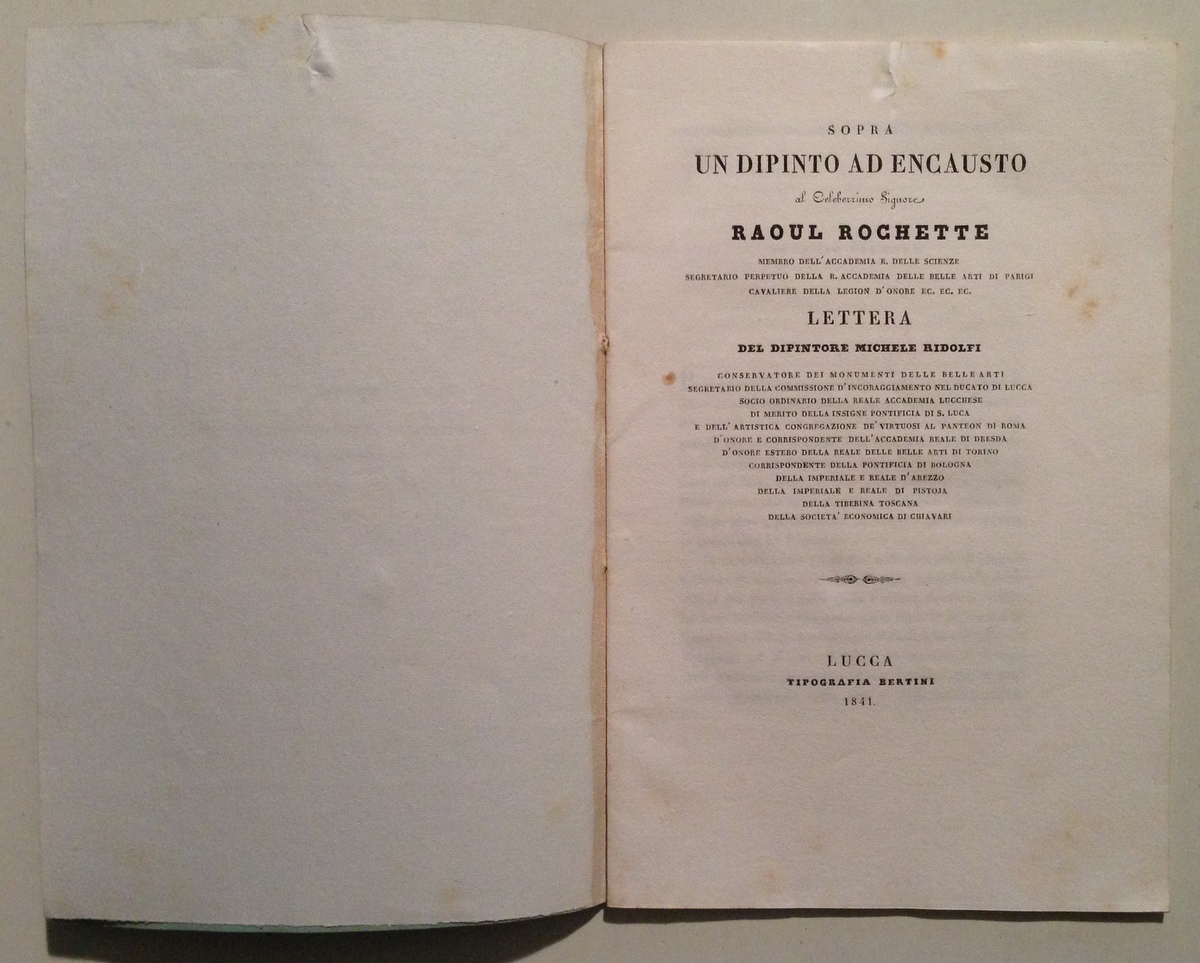 SOPRA
UN DIPINTO AD ENCAUSTO
al Celeberrimo Signore
RAOUL ROCHETTE
MEMBRO DELL' ACCADEMIA R. DELLE SCIENZE
SEGRETARIO PERPETUO DELLA R. ACCADEMIA DELLE BELLE ARTI DI PARIGI
CAVALIERE DELLA LEGION D' ONORE EC. EC. EC.
LETTERA
DEL DIPINTORE MICHELE RIDOLFI
CONSERVATORE DEI MONUMENTI DELLE BELLE ARTI
SEGRETARIO DELLA COMMISSIONE D' INCORAGGIAMENTO NEL DUCATO DI LUCCA
SOCIO ORDINARIO DELLA REALE ACCADEMIA LUCCHESE
DI MERITO DELLA INSIGNE PONTIFICIA DI S. LUCA
E DELL' ARTISTICA CONGREGAZIONE DE' VIRTUOSI AL PANTEON DI ROMA
D' ONORE E CORRISPONDENTE DELL' ACCADEMIA REALE DI DRESDA
D' ONORE ESTERO DELLA REALE DELLE BELLE ARTI DI TORINO
CORRISPONDENTE DELLA PONTIFICIA DI BOLOGNA
DELLA IMPERIALE E REALE D' AREZZO
DELLA IMPERIALE E REALE DI PISTOJA
DELLA TIBERINA TOSCANA
DELLA SOCIETA' ECONOMICA DI CHIAVARI
LUCCA
TIPOGRAFIA BERTINI
1841.